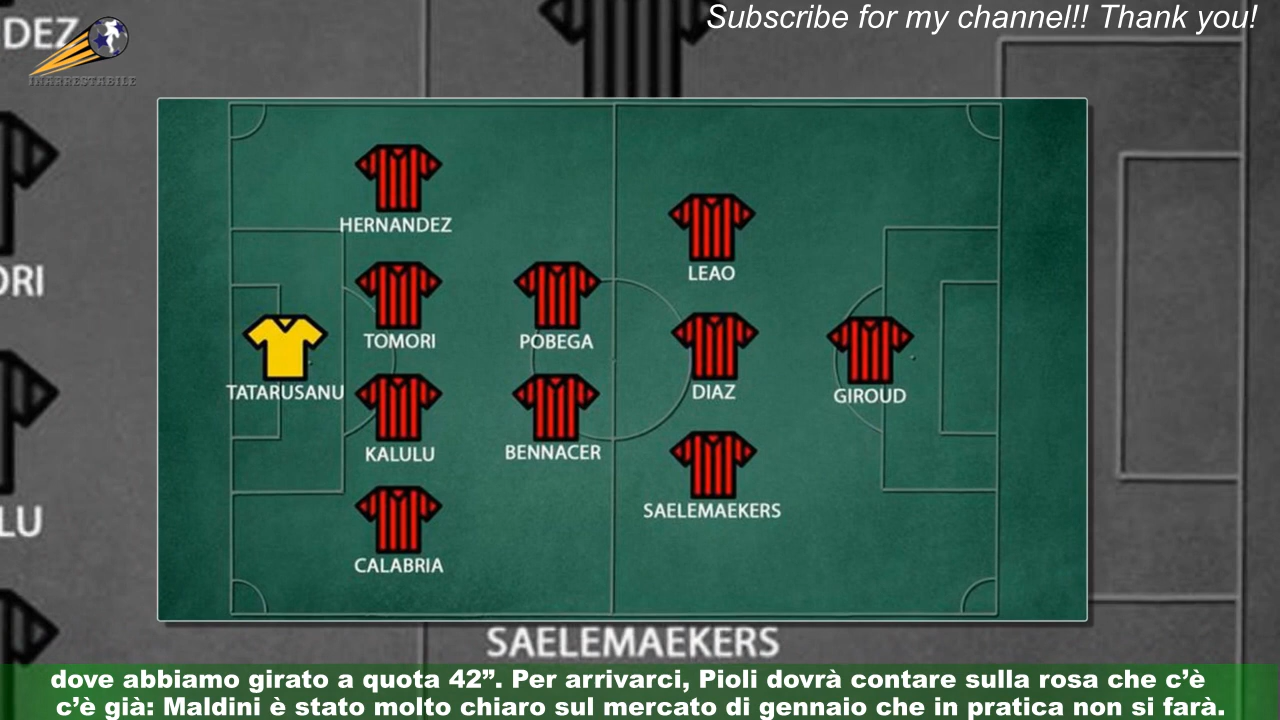 Subscribe for my channel!! Thank you!
DEZ
INARRESTABILE
HERNANDEZ
LEAO
ORI
TOMORI
POBEGA
TATARUSANU
DIAZ
GIROUD
KALULU
BENNACER
LU
SAELEMAEKERS
CALABRIA
SAELEMAEKERS
dove abbiamo girato a quota 42”. Per arrivarci, Pioli dovrà contare sulla rosa che c’è
c’è già: Maldini è stato molto chiaro sul mercato di gennaio che in pratica non si farà.